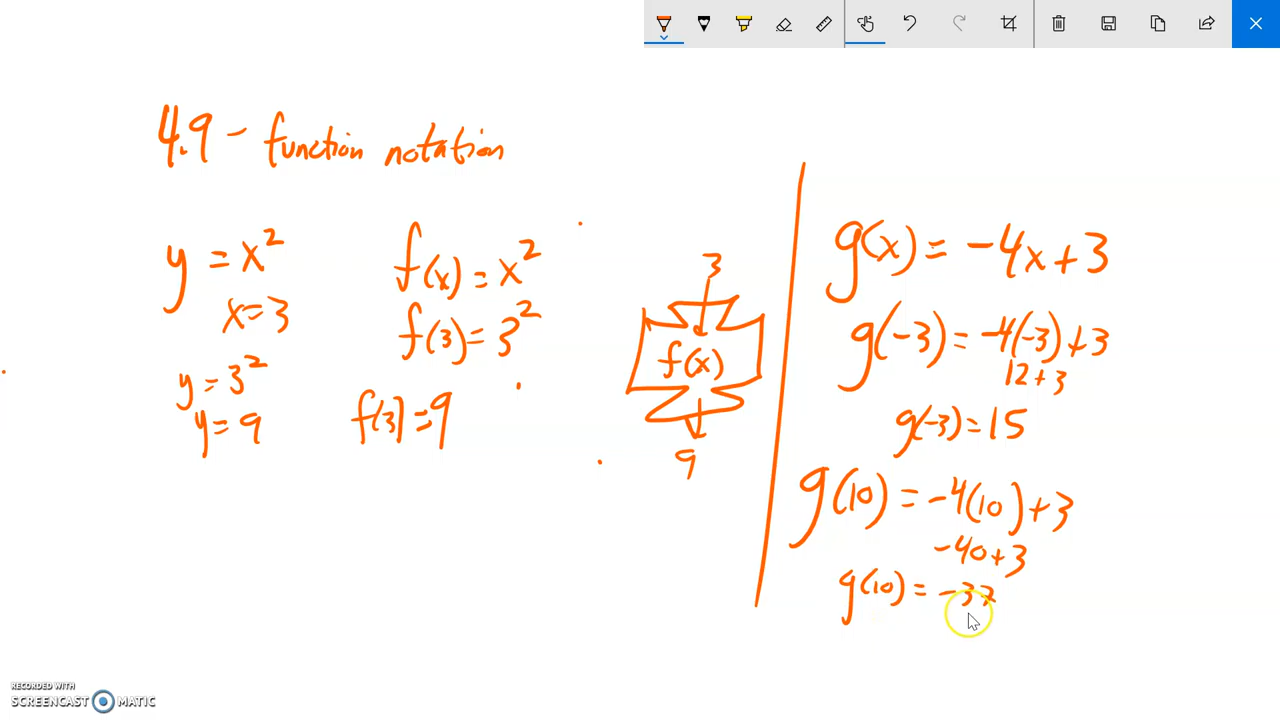 4.9 - function notation
y = x²
x = 3
y = 3²
y = 9
f(x) = x²
f(3) = 3²
f(3) = 9
3
f(x)
9
g(x) = -4x + 3
g(-3) = -4(-3) + 3
12 + 3
g(-3) = 15
g(10) = -4(10) + 3
-40 + 3
g(10) = -37
RECORDED WITH
SCREENCAST MATIC